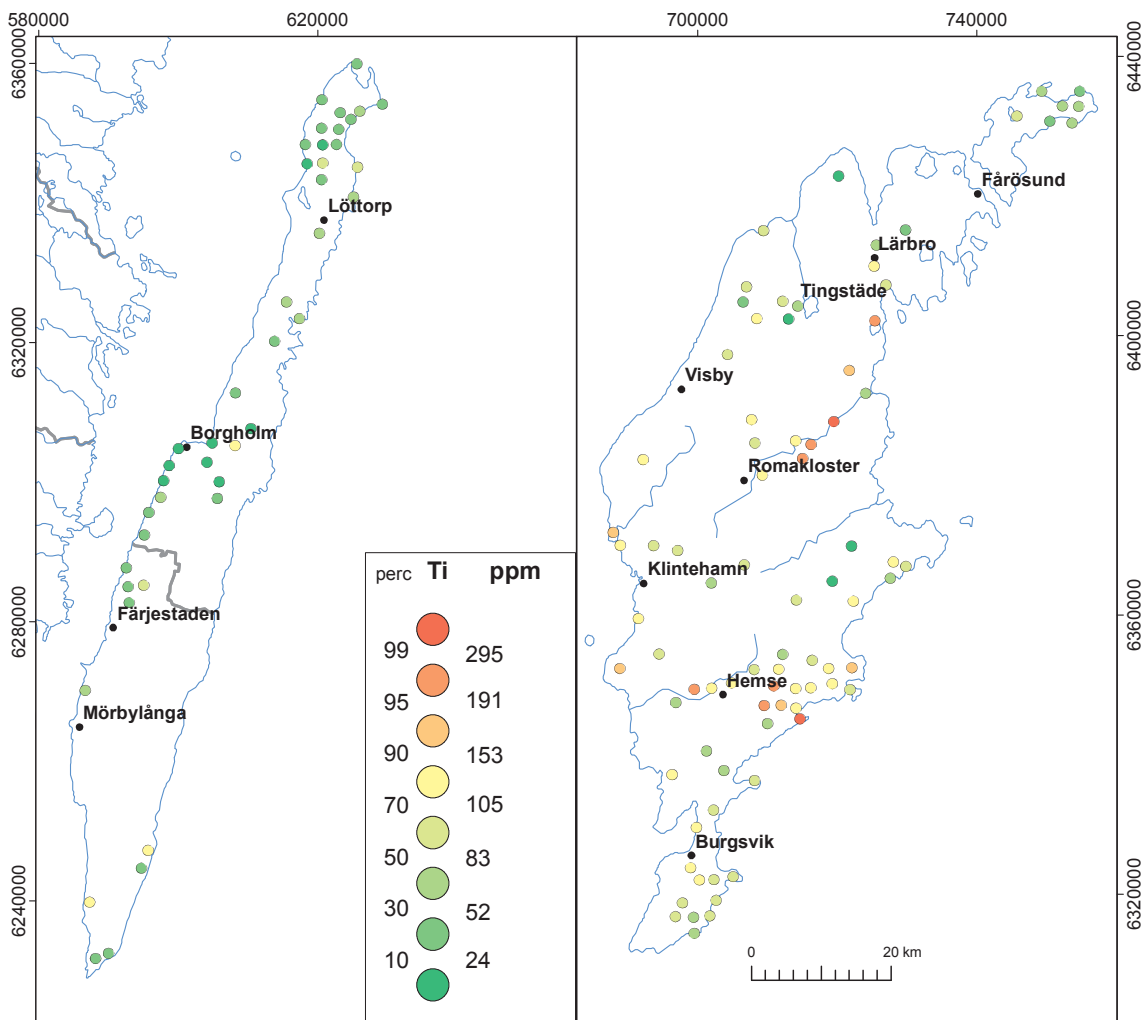 580000 620000 700000 740000
6360000
6320000
6280000
6240000
6440000
6400000
6360000
6320000
Löttorp
Borgholm
Färjestaden
Mörbylånga
Fårösund
Lärbro
Tingstäde
Visby
Romakloster
Klintehamn
Hemse
Burgsvik
perc Ti ppm
99 295
95 191
90 153
70 105
50 83
30 52
10 24
0 20 km